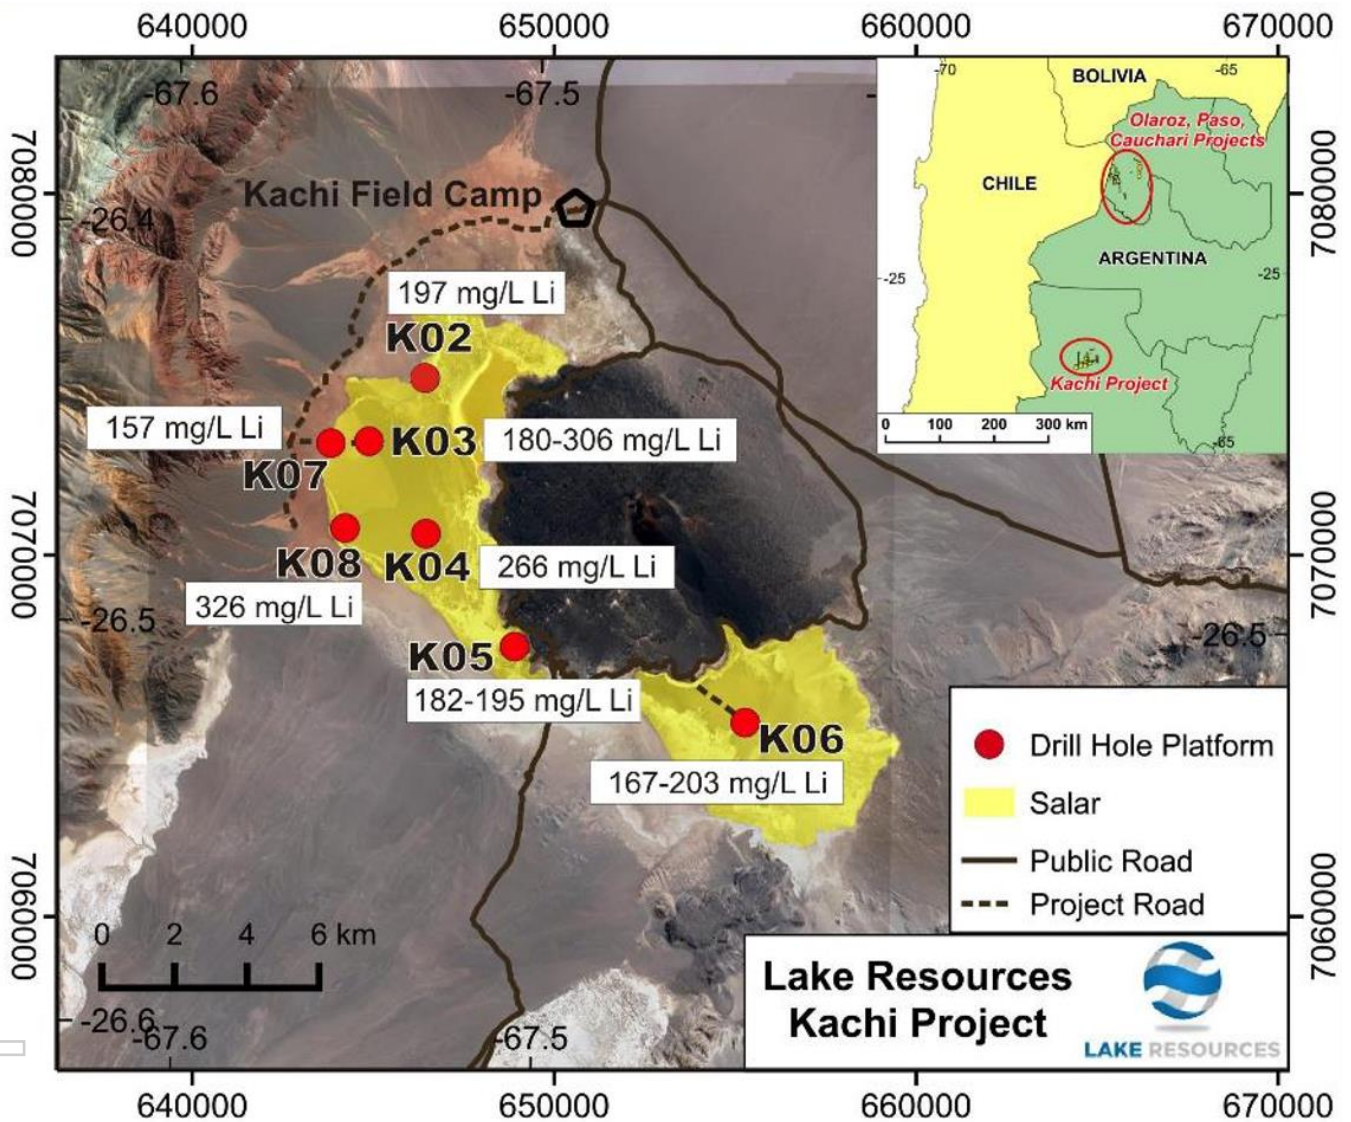 640000
650000
660000
670000
-67.6
-67.5
-
7080000
7080000
-26.4
Kachi Field Camp
197 mg/L Li
K02
157 mg/L Li
K03
180-306 mg/L Li
K07
7070000
7070000
K08
K04
266 mg/L Li
326 mg/L Li
-26.5
-26.5
K05
182-195 mg/L Li
K06
167-203 mg/L Li
7060000
7060000
0 2 4 6 km
-26.6
-67.6
-67.5
640000
650000
660000
670000
-70
-65
BOLIVIA
Olaroz, Paso,
Cauchari Projects
CHILE
ARGENTINA
-25
-25
Kachi Project
-65
0 100 200 300 km
Drill Hole Platform
Salar
Public Road
Project Road
Lake Resources
Kachi Project
LAKE RESOURCES